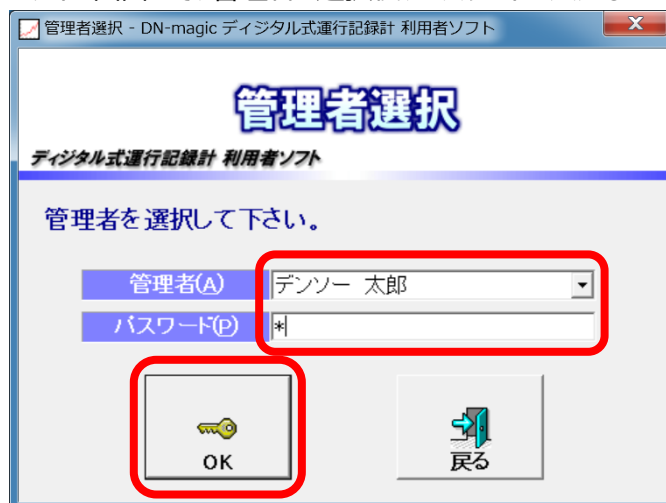 管理者選択 - DN-magic ディジタル式運行記録計 利用者ソフト
管理者選択
ディジタル式運行記録計 利用者ソフト
管理者を選択して下さい。
管理者(A) デンソー 太郎
パスワード(P) *
OK 戻る